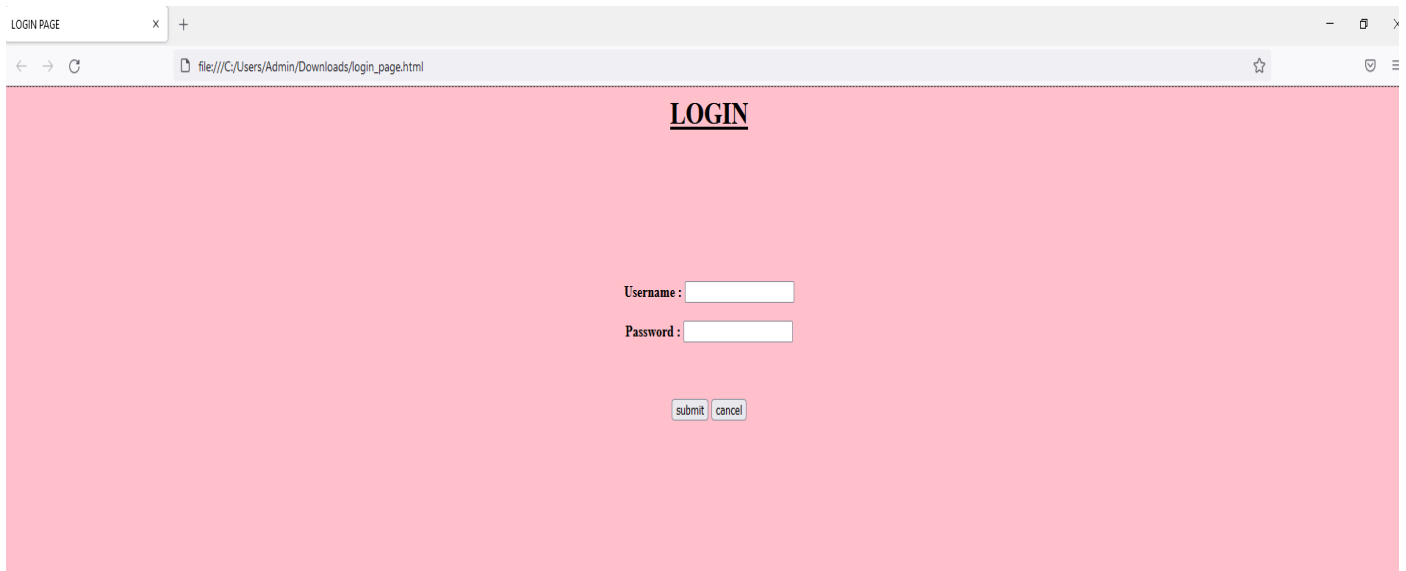 LOGIN PAGE
file:///C:/Users/Admin/Downloads/login_page.html
LOGIN
Username :
Password :
submit cancel